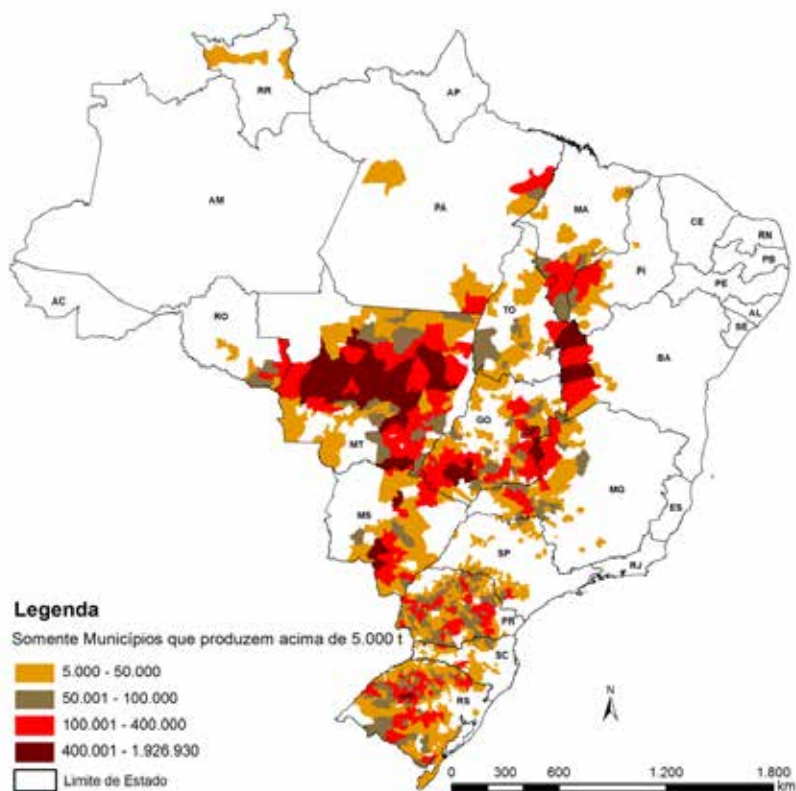 RR
AP
AM
PA
MA
CE
RN
PB
PI
PE
AC
AL
SE
TO
RO
BA
GO
MT
MG
ES
MS
SP
RJ
PR
SC
RS
Legenda
Somente Municípios que produzem acima de 5.000 t
5.000 - 50.000
50.001 - 100.000
100.001 - 400.000
400.001 - 1.926.930
Limite de Estado
N
0 300 600 1.200 1.800
km